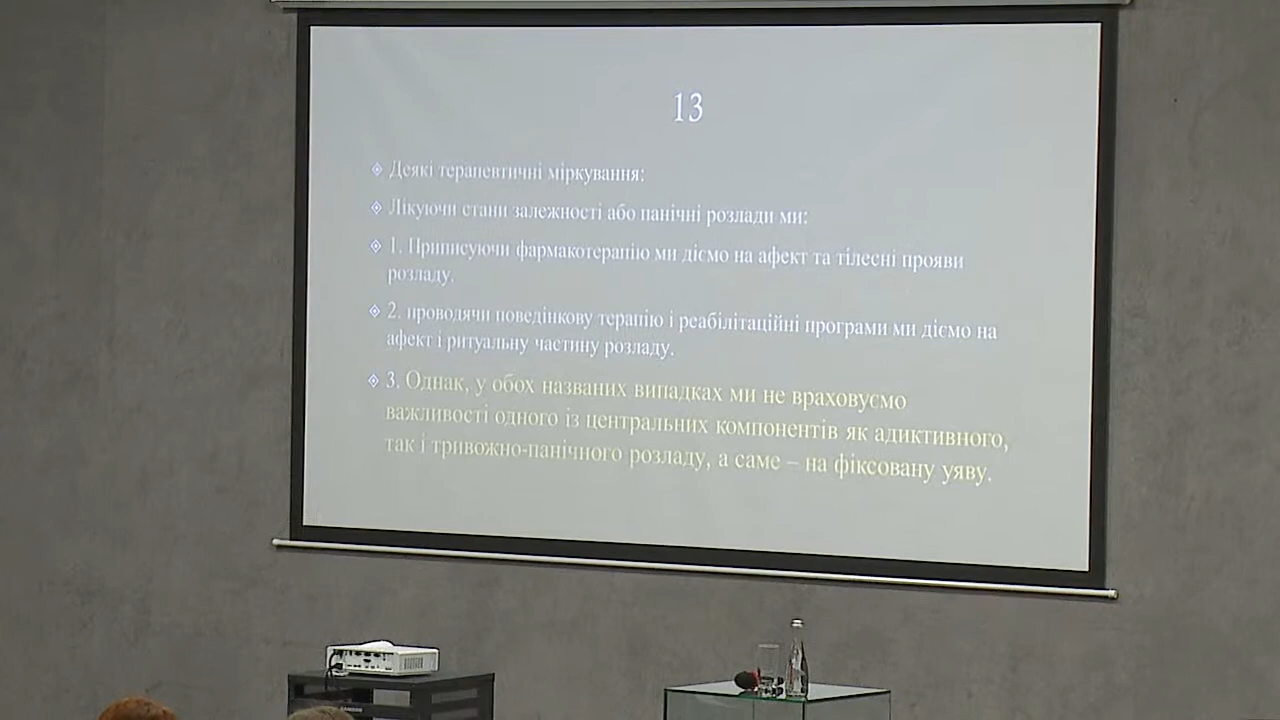 13
Деякі терапевтичні міркування:
Лікуючи стани залежності або панічні розлади ми:
1. Приписуючи фармакотерапію ми діємо на афект та тілесні прояви
розладу.
2. проводячи поведінкову терапію і реабілітаційні програми ми діємо на
афект і ритуальну частину розладу.
3. Однак, у обох названих випадках ми не враховуємо
важливості одного із центральних компонентів як адиктивного,
так і тривожно-панічного розладу, а саме – на фіксовану уяву.
SAMSUNG